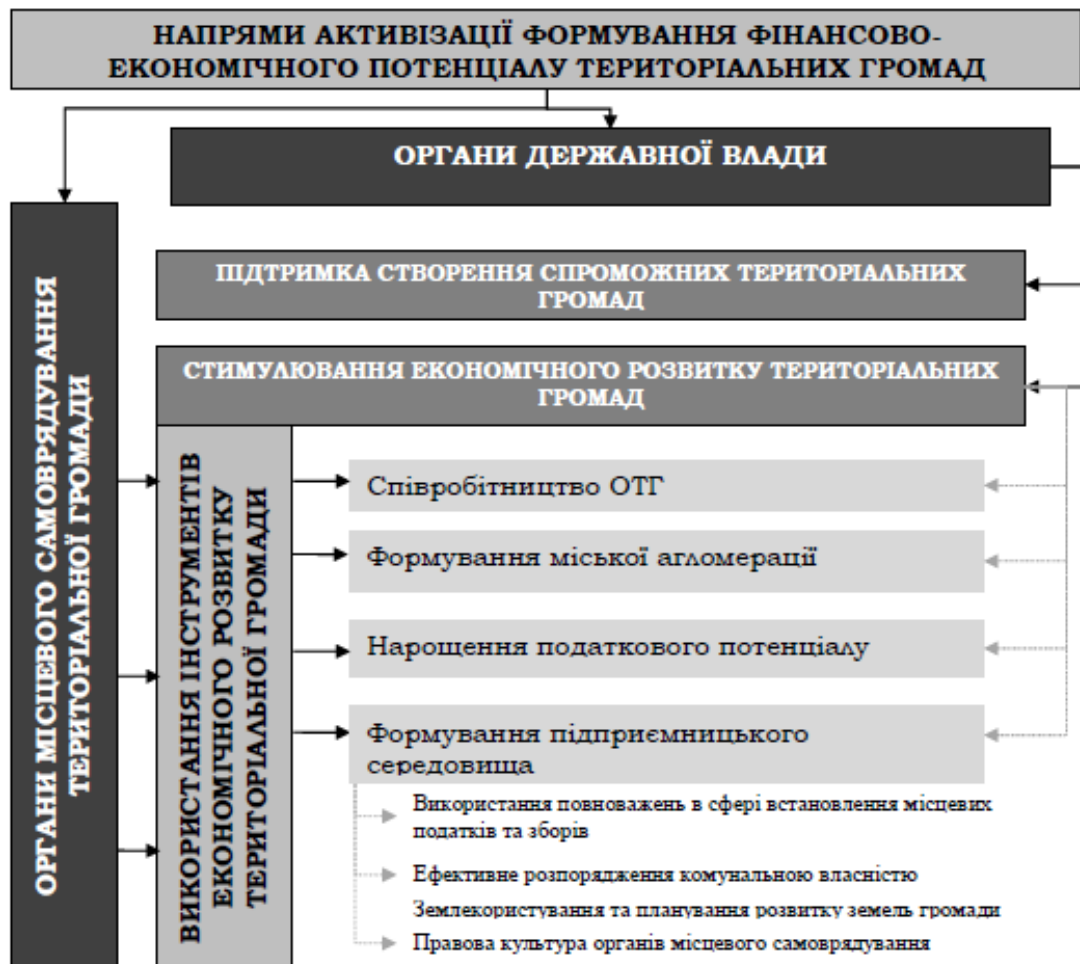 НАПРЯМИ АКТИВІЗАЦІЇ ФОРМУВАННЯ ФІНАНСОВО-
ЕКОНОМІЧНОГО ПОТЕНЦІАЛУ ТЕРИТОРІАЛЬНИХ ГРОМАД
ОРГАНИ ДЕРЖАВНОЇ ВЛАДИ
ОРГАНИ МІСЦЕВОГО САМОВРЯДУВАННЯ
ТЕРИТОРІАЛЬНОЇ ГРОМАДИ
ПІДТРИМКА СТВОРЕННЯ СПРОМОЖНИХ ТЕРИТОРІАЛЬНИХ
ГРОМАД
СТИМУЛЮВАННЯ ЕКОНОМІЧНОГО РОЗВИТКУ ТЕРИТОРІАЛЬНИХ
ГРОМАД
ВИКОРИСТАННЯ ІНСТРУМЕНТІВ
ЕКОНОМІЧНОГО РОЗВИТКУ
ТЕРИТОРІАЛЬНОЇ ГРОМАДИ
Співробітництво ОТГ
Формування міської агломерації
Нарощення податкового потенціалу
Формування підприємницького
середовища
Використання повноважень в сфері встановлення місцевих
податків та зборів
Ефективне розпорядження комунальною власністю
Землекористування та планування розвитку земель громади
Правова культура органів місцевого самоврядування